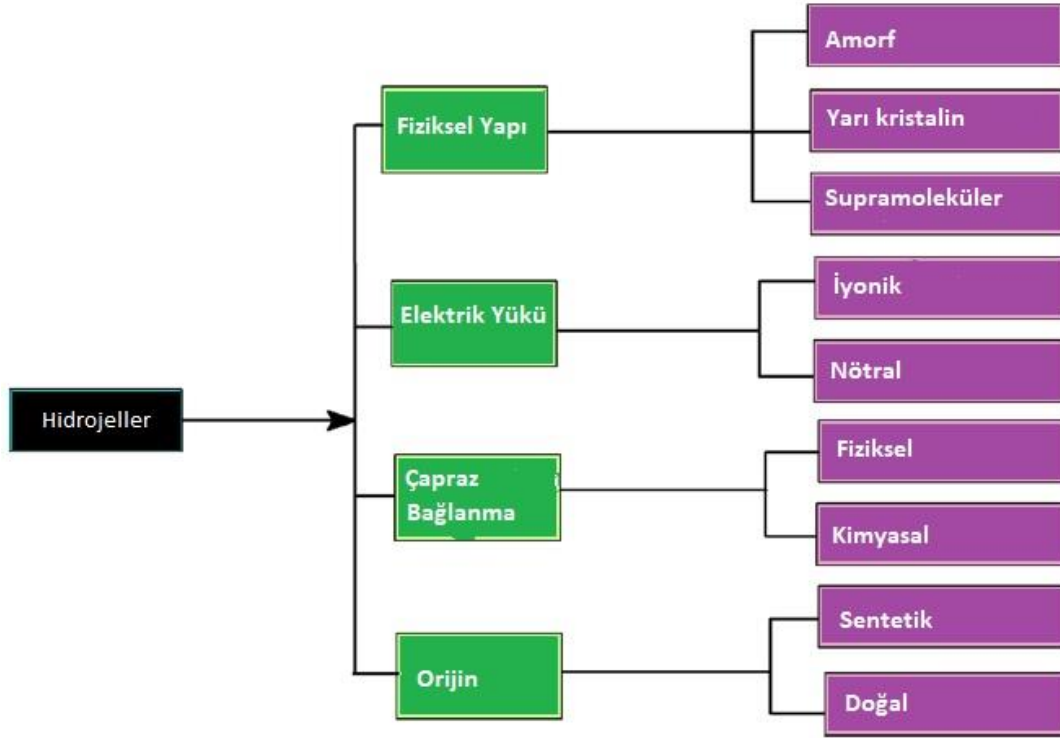 Hidrojeller
Fiziksel Yapı
Amorf
Yarı kristalin
Supramoleküler
Elektrik Yükü
İyonik
Nötral
Çapraz
Bağlanma
Fiziksel
Kimyasal
Orijin
Sentetik
Doğal